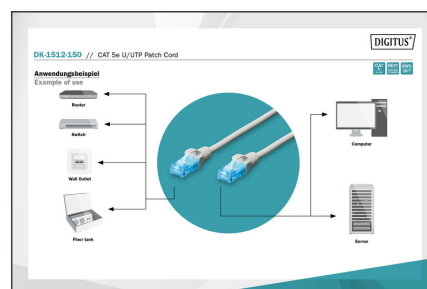 DIGITUS®
DK-1512-150 // CAT 5e U/UTP Patch Cord
Anwendungsbeispiel
Example of use
Router
Switch
Wall Outlet
Floor tank
Computer
Server